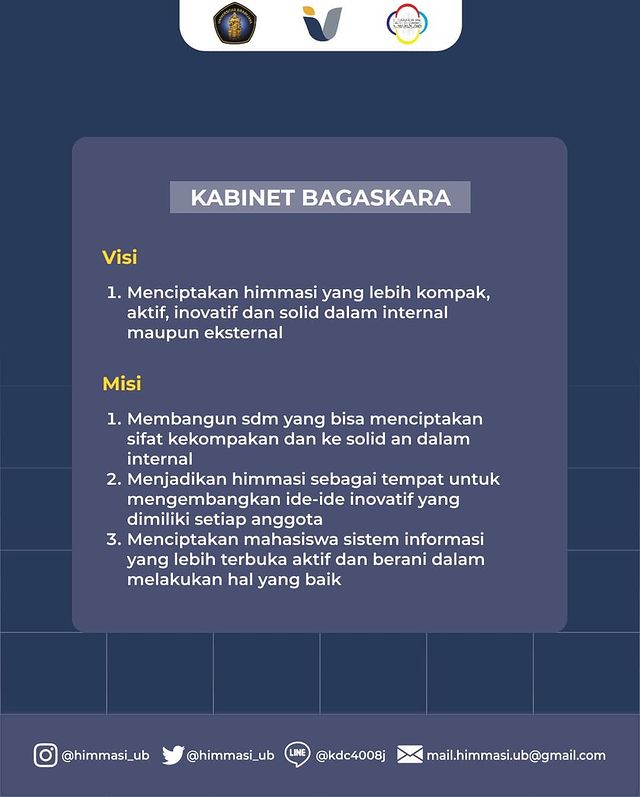 UNIVERSITAS BRAWIJAYA
KABINET BAGASKARA
Visi
1. Menciptakan himmasi yang lebih kompak,
aktif, inovatif dan solid dalam internal
maupun eksternal
Misi
1. Membangun sdm yang bisa menciptakan
sifat kekompakan dan ke solid an dalam
internal
2. Menjadikan himmasi sebagai tempat untuk
mengembangkan ide-ide inovatif yang
dimiliki setiap anggota
3. Menciptakan mahasiswa sistem informasi
yang lebih terbuka aktif dan berani dalam
melakukan hal yang baik
@himmasi_ub
@himmasi_ub
LINE
@kdc4008j
mail.himmasi.ub@gmail.com